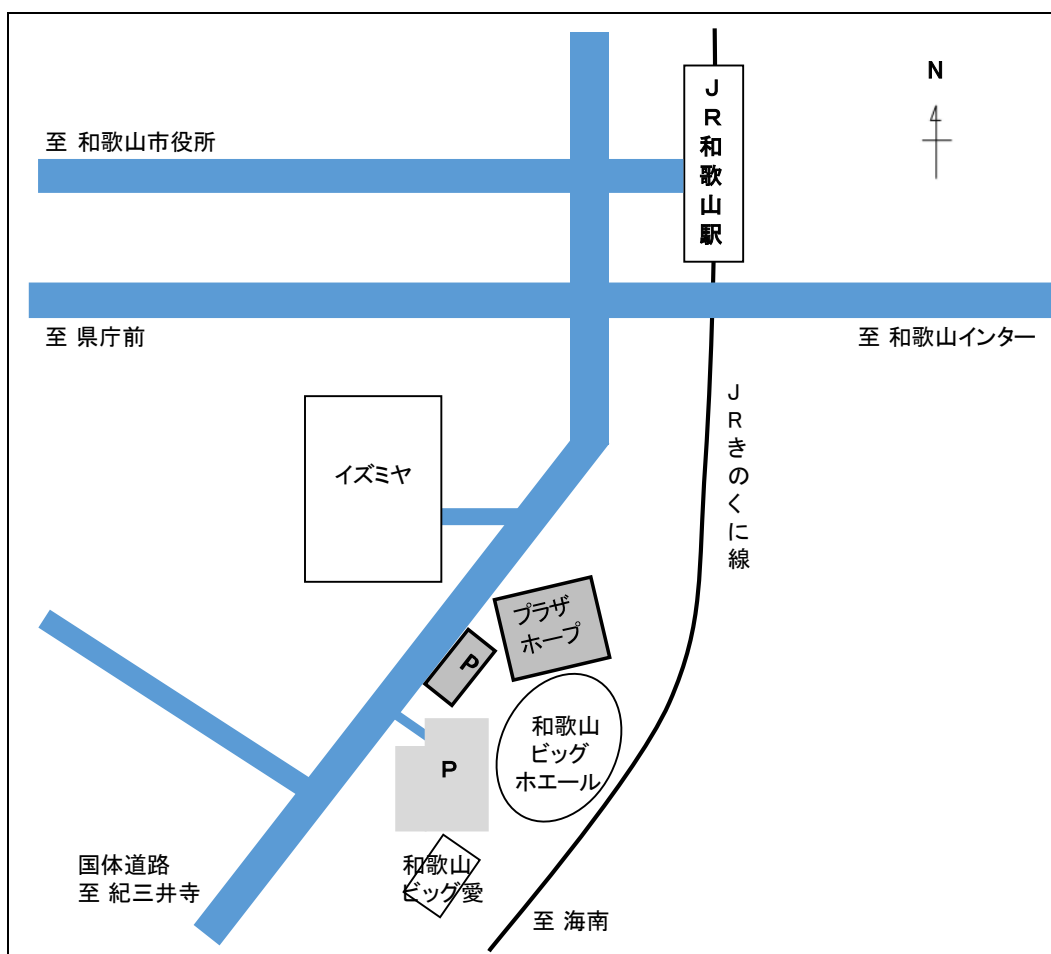 N
JR和歌山駅
至 和歌山市役所
至 県庁前
至 和歌山インター
JRきのくに線
イズミヤ
プラザ
ホープ
P
和歌山
ビッグ
ホエール
P
国体道路
至 紀三井寺
和歌山
ビッグ愛
至 海南